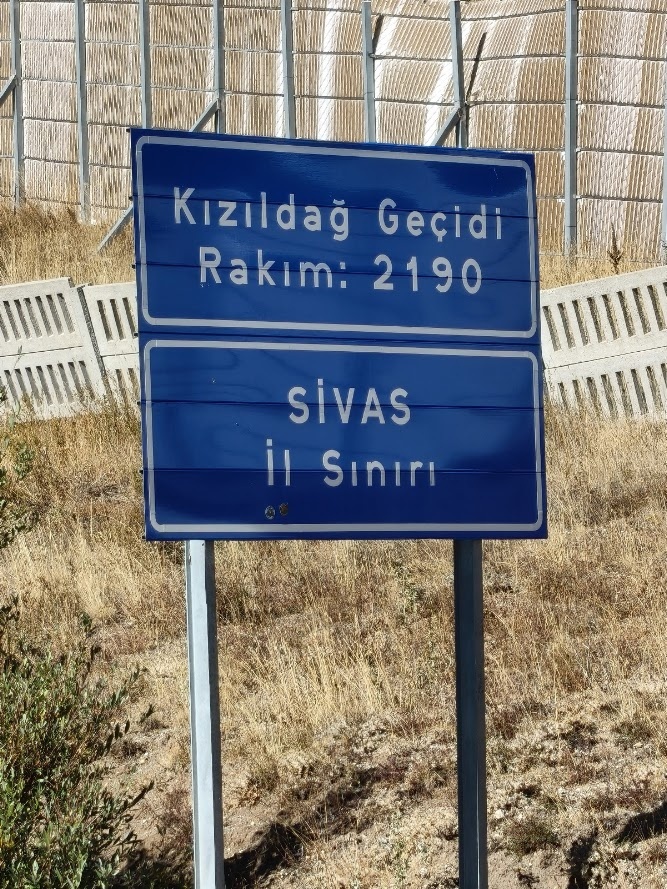 Kızıldağ Geçidi
Rakım: 2190
SİVAS
İl Sınırı